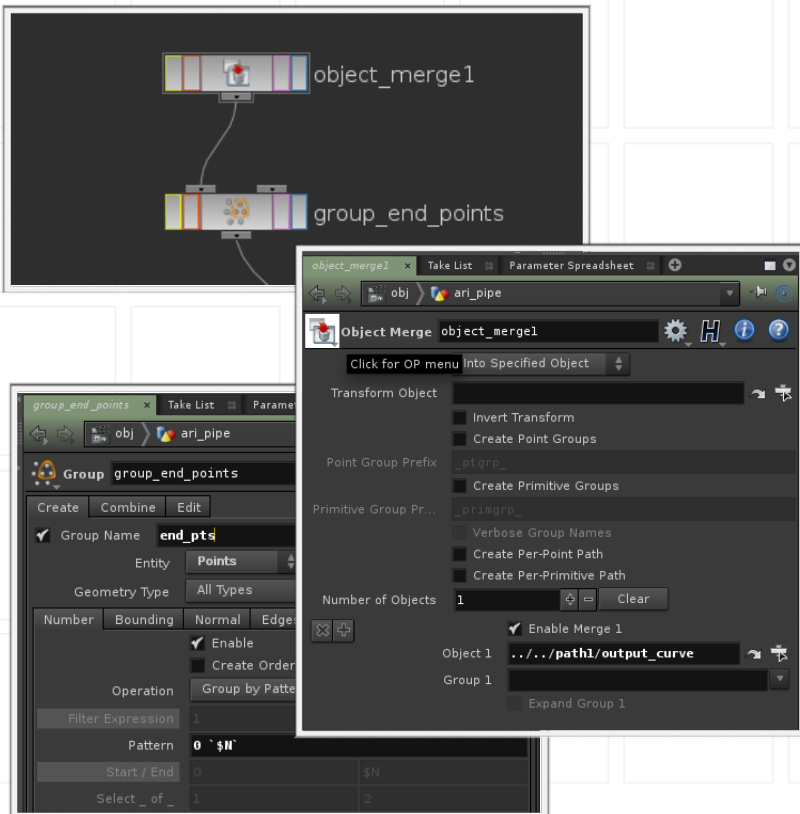 object_merge1
group_end_points
object_merge1 × Take List Parameter Spreadsheet
obj ari_pipe
Object Merge object_merge1
Click for OP menu Into Specified Object
Transform Object
Invert Transform
Create Point Groups
Point Group Prefix _ptgrp_
Create Primitive Groups
Primitive Group Pr... _primgrp_
Verbose Group Names
Create Per-Point Path
Create Per-Primitive Path
Number of Objects 1 Clear
Enable Merge 1
Object 1 ../../path1/output_curve
Group 1
Expand Group 1
group_end_points × Take List Parame
obj ari_pipe
Group group_end_points
Create Combine Edit
Group Name end_pts
Entity Points
Geometry Type All Types
Number Bounding Normal Edges
Enable
Create Order
Operation Group by Patte
Filter Expression 1
Pattern 0 `$N`
Start / End 0 $N
Select _ of _ 1 2